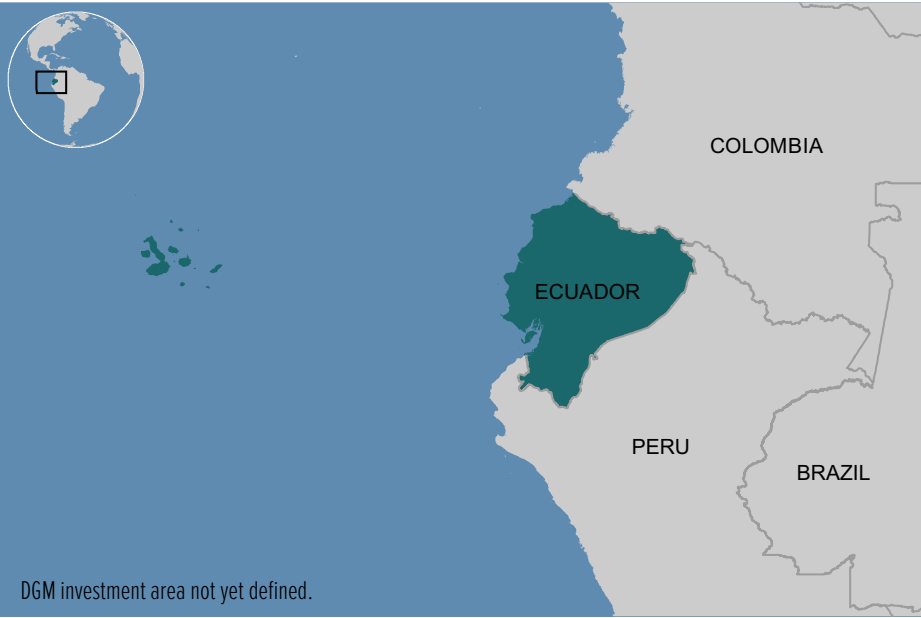 COLOMBIA
ECUADOR
PERU
BRAZIL
DGM investment area not yet defined.